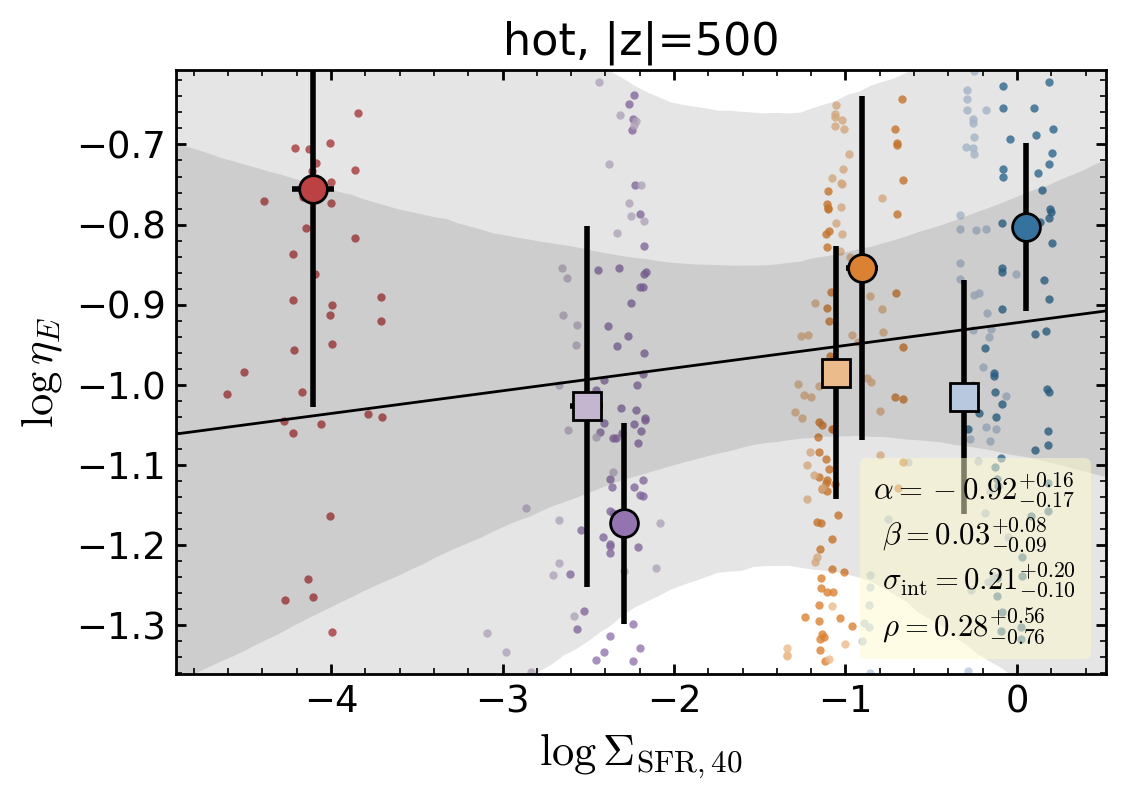 hot, |z|=500
log η_E
−0.7
−0.8
−0.9
−1.0
−1.1
−1.2
−1.3
α = −0.92^{+0.16}_{−0.17}
β = 0.03^{+0.08}_{−0.09}
σ_int = 0.21^{+0.20}_{−0.10}
ρ = 0.28^{+0.56}_{−0.76}
−4 −3 −2 −1 0
log Σ_{SFR, 40}